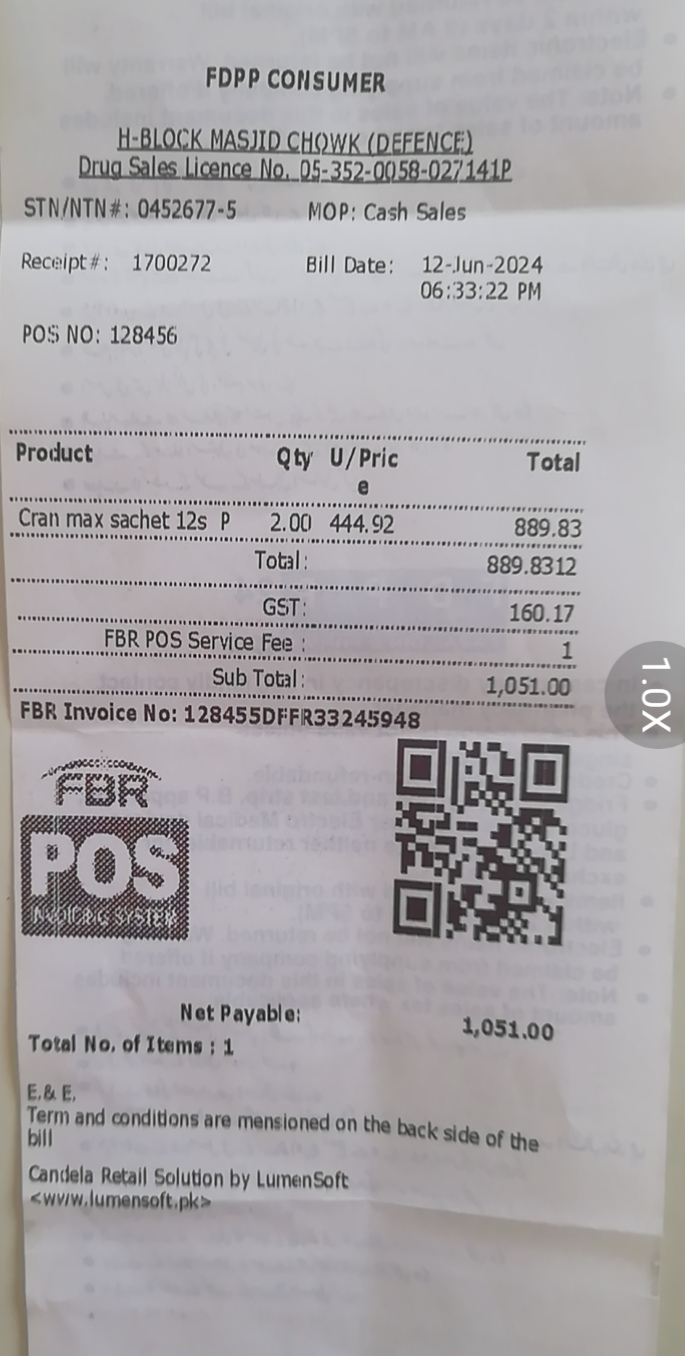 FDPP CONSUMER
H-BLOCK MASJID CHOWK (DEFENCE)
Drug Sales Licence No. 05-352-0058-027141P
STN/NTN#: 0452677-5 MOP: Cash Sales
Receipt#: 1700272 Bill Date: 12-Jun-2024
06:33:22 PM
POS NO: 128456
Product Qty U/Pric Total
e
Cran max sachet 12s P 2.00 444.92 889.83
Total: 889.8312
GST: 160.17
FBR POS Service Fee : 1
Sub Total: 1,051.00
FBR Invoice No: 128455DFFR33245948
FBR
POS
INVOICING SYSTEM
1.0X
Net Payable: 1,051.00
Total No. of Items : 1
E.& E.
Term and conditions are mensioned on the back side of the
bill
Candela Retail Solution by LumenSoft
<www.lumensoft.pk>